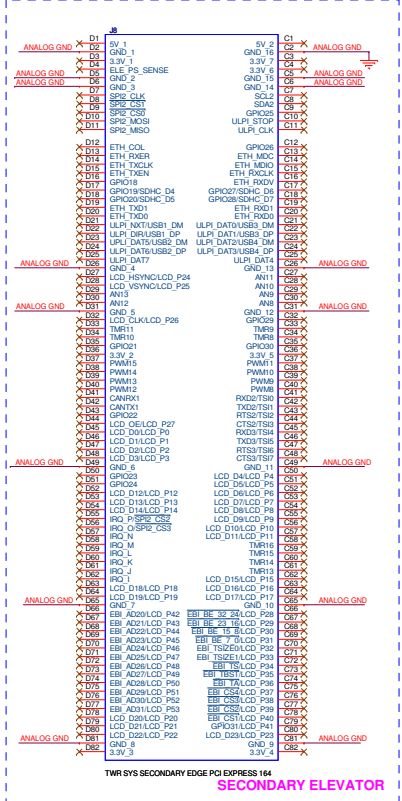 J8
D1 5V_1 5V_2 C1
ANALOG GND D2 GND_1 GND_16 C2 ANALOG GND
D3 3.3V_1 3.3V_7 C3
D4 ELE_PS_SENSE 3.3V_6 C4
ANALOG GND D5 GND_2 GND_15 C5 ANALOG GND
ANALOG GND D6 GND_3 GND_14 C6 ANALOG GND
D7 SPI2_CLK SCL2 C7
D8 SPI2_CS1 SDA2 C8
D9 SPI2_CS0 GPIO25 C9
D10 SPI2_MOSI ULPI_STOP C10
D11 SPI2_MISO ULPI_CLK C11
D12 ETH_COL GPIO26 C12
D13 ETH_RXER ETH_MDC C13
D14 ETH_TXCLK ETH_MDIO C14
D15 ETH_TXEN ETH_RXCLK C15
D16 GPIO18 ETH_RXDV C16
D17 GPIO19/SDHC_D4 GPIO27/SDHC_D6 C17
D18 GPIO20/SDHC_D5 GPIO28/SDHC_D7 C18
D19 ETH_TXD1 ETH_RXD1 C19
D20 ETH_TXD0 ETH_RXD0 C20
D21 ULPI_NXT/USB1_DM ULPI_DAT0/USB3_DM C21
D22 ULPI_DIR/USB1_DP ULPI_DAT1/USB3_DP C22
D23 ULPI_DAT5/USB2_DM ULPI_DAT2/USB4_DM C23
D24 ULPI_DAT6/USB2_DP ULPI_DAT3/USB4_DP C24
D25 ULPI_DAT7 ULPI_DAT4 C25
ANALOG GND D26 GND_4 GND_13 C26 ANALOG GND
D27 LCD_HSYNC/LCD_P24 AN11 C27
D28 LCD_VSYNC/LCD_P25 AN10 C28
D29 AN13 AN9 C29
D30 AN12 AN8 C30
ANALOG GND D31 GND_5 GND_12 C31 ANALOG GND
D32 LCD_CLK/LCD_P26 GPIO29 C32
D33 TMR11 TMR9 C33
D34 TMR10 TMR8 C34
D35 GPIO21 GPIO30 C35
D36 3.3V_2 3.3V_5 C36
D37 PWM15 PWM11 C37
D38 PWM14 PWM10 C38
D39 PWM13 PWM9 C39
D40 PWM12 PWM8 C40
D41 CANRX1 RXD2/TSI0 C41
D42 CANTX1 TXD2/TSI1 C42
D43 GPIO22 RTS2/TSI2 C43
D44 LCD_OE/LCD_P27 CTS2/TSI3 C44
D45 LCD_D0/LCD_P0 RXD3/TSI4 C45
D46 LCD_D1/LCD_P1 TXD3/TSI5 C46
D47 LCD_D2/LCD_P2 RTS3/TSI6 C47
D48 LCD_D3/LCD_P3 CTS3/TSI7 C48
ANALOG GND D49 GND_6 GND_11 C49 ANALOG GND
D50 GPIO23 LCD_D4/LCD_P4 C50
D51 GPIO24 LCD_D5/LCD_P5 C51
D52 LCD_D12/LCD_P12 LCD_D6/LCD_P6 C52
D53 LCD_D13/LCD_P13 LCD_D7/LCD_P7 C53
D54 LCD_D14/LCD_P14 LCD_D8/LCD_P8 C54
D55 IRQ_P/SPI2_CS2 LCD_D9/LCD_P9 C55
D56 IRQ_O/SPI2_CS3 LCD_D10/LCD_P10 C56
D57 IRQ_N LCD_D11/LCD_P11 C57
D58 IRQ_M TMR16 C58
D59 IRQ_L TMR15 C59
D60 IRQ_K TMR14 C60
D61 IRQ_J TMR13 C61
D62 IRQ_I LCD_D15/LCD_P15 C62
D63 LCD_D18/LCD_P18 LCD_D16/LCD_P16 C63
D64 LCD_D19/LCD_P19 LCD_D17/LCD_P17 C64
ANALOG GND D65 GND_7 GND_10 C65 ANALOG GND
D66 EBI_AD20/LCD_P42 EBI_BE_32_24/LCD_P28 C66
D67 EBI_AD21/LCD_P43 EBI_BE_23_16/LCD_P29 C67
D68 EBI_AD22/LCD_P44 EBI_BE_15_8/LCD_P30 C68
D69 EBI_AD23/LCD_P45 EBI_BE_7_0/LCD_P31 C69
D70 EBI_AD24/LCD_P46 EBI_TSIZE0/LCD_P32 C70
D71 EBI_AD25/LCD_P47 EBI_TSIZE1/LCD_P33 C71
D72 EBI_AD26/LCD_P48 EBI_TS/LCD_P34 C72
D73 EBI_AD27/LCD_P49 EBI_TBST/LCD_P35 C73
D74 EBI_AD28/LCD_P50 EBI_TA/LCD_P36 C74
D75 EBI_AD29/LCD_P51 EBI_CS4/LCD_P37 C75
D76 EBI_AD30/LCD_P52 EBI_CS3/LCD_P38 C76
D77 EBI_AD31/LCD_P53 EBI_CS2/LCD_P39 C77
D78 LCD_D20/LCD_P20 EBI_CS1/LCD_P40 C78
D79 LCD_D21/LCD_P21 GPIO31/LCD_P41 C79
D80 LCD_D22/LCD_P22 LCD_D23/LCD_P23 C80
ANALOG GND D81 GND_8 GND_9 C81 ANALOG GND
D82 3.3V_3 3.3V_4 C82
TWR SYS SECONDARY EDGE PCI EXPRESS 164
SECONDARY ELEVATOR